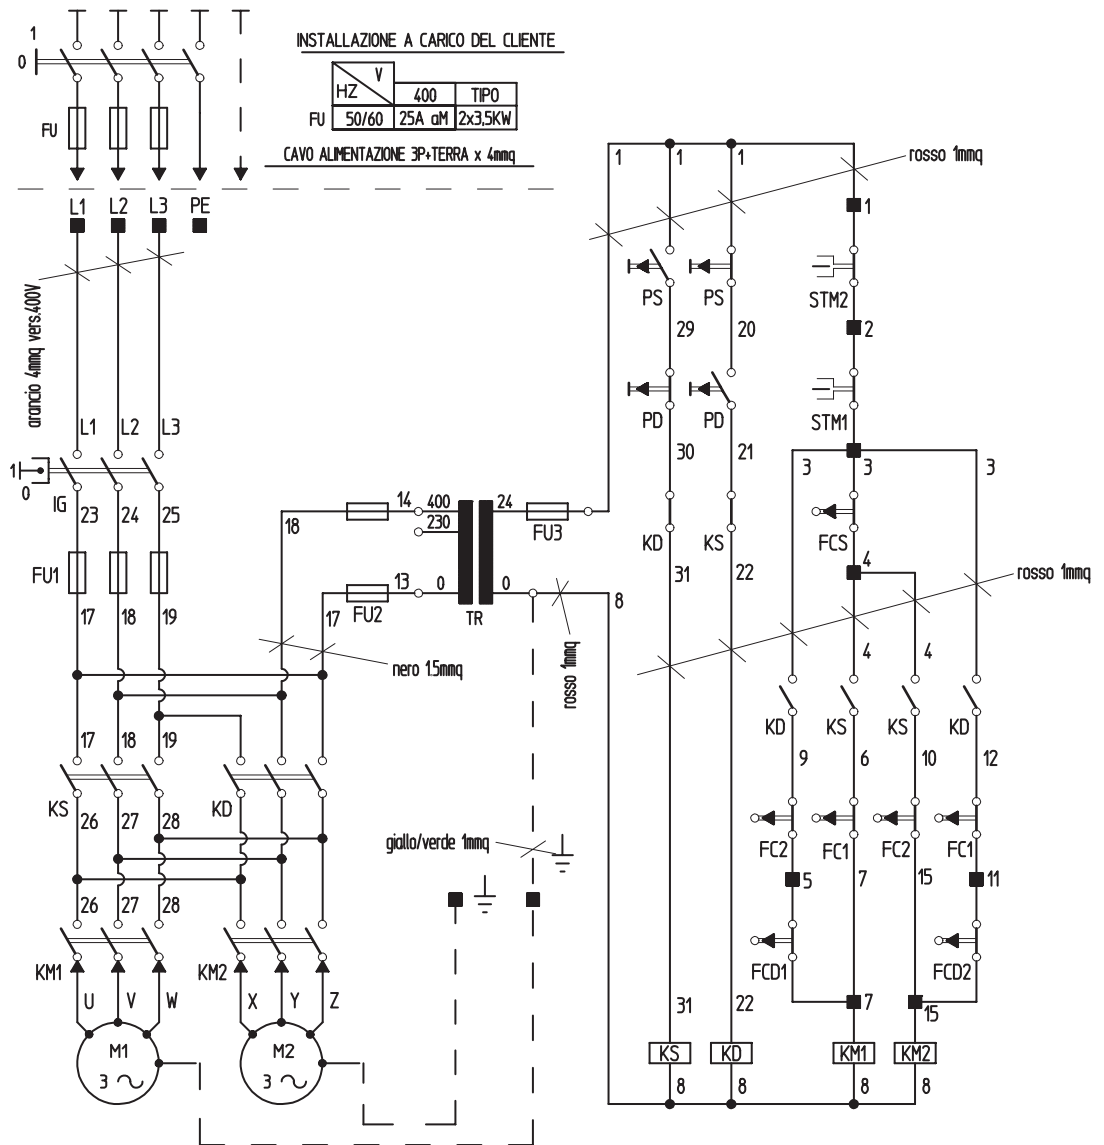 1
0
FU
INSTALLAZIONE A CARICO DEL CLIENTE
HZ V 400 TIPO
FU 50/60 25A aM 2x3,5KW
CAVO ALIMENTAZIONE 3P+TERRA x 4mmq
L1 L2 L3 PE
arancio 4mmq vers.400V
L1 L2 L3
1
0
IG
23 24 25
FU1
17 18 19
18
14 400 24
230
FU3
13 0 0
FU2
TR
17
nero 1.5mmq
rosso 1mmq
17 18 19
KS KD
26 27 28
giallo/verde 1mmq
26 27 28
KM1 KM2
U V W X Y Z
M1 M2
3 3
1 1 1
rosso 1mmq
1
PS PS STM2
29 20 2
PD PD STM1
30 21
3 3 3
KD KS FCS
31 22 4
rosso 1mmq
8
4 4
KD KS KS KD
9 6 10 12
FC2 FC1 FC2 FC1
5 7 15 11
FCD1 FCD2
31 22 7 15
KS KD KM1 KM2
8 8 8 8